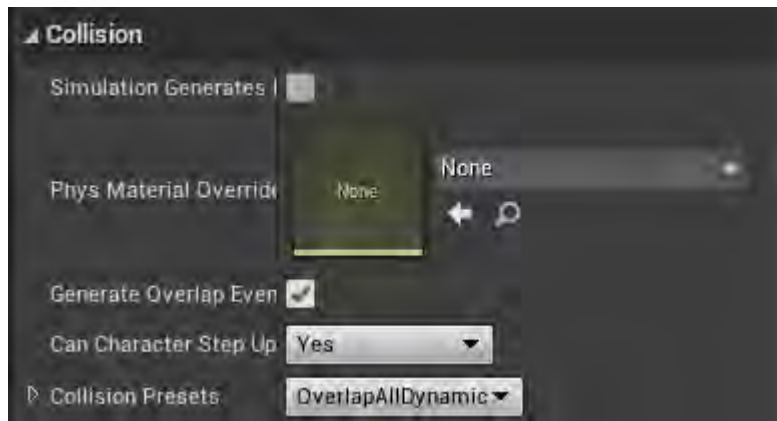 Collision
Simulation Generates
Phys Material Override
None
None
Generate Overlap Even
Can Character Step Up
Yes
Collision Presets
OverlapAllDynamic